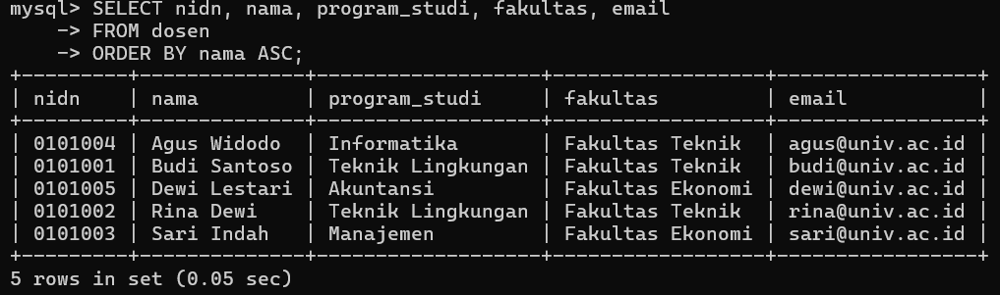 mysql> SELECT nidn, nama, program_studi, fakultas, email
    -> FROM dosen
    -> ORDER BY nama ASC;
+---------+--------------+------------------+------------------+-----------------+
| nidn    | nama         | program_studi    | fakultas         | email           |
+---------+--------------+------------------+------------------+-----------------+
| 0101004 | Agus Widodo  | Informatika      | Fakultas Teknik  | agus@univ.ac.id |
| 0101001 | Budi Santoso | Teknik Lingkungan | Fakultas Teknik  | budi@univ.ac.id |
| 0101005 | Dewi Lestari | Akuntansi        | Fakultas Ekonomi | dewi@univ.ac.id |
| 0101002 | Rina Dewi    | Teknik Lingkungan | Fakultas Teknik  | rina@univ.ac.id |
| 0101003 | Sari Indah   | Manajemen        | Fakultas Ekonomi | sari@univ.ac.id |
+---------+--------------+------------------+------------------+-----------------+
5 rows in set (0.05 sec)